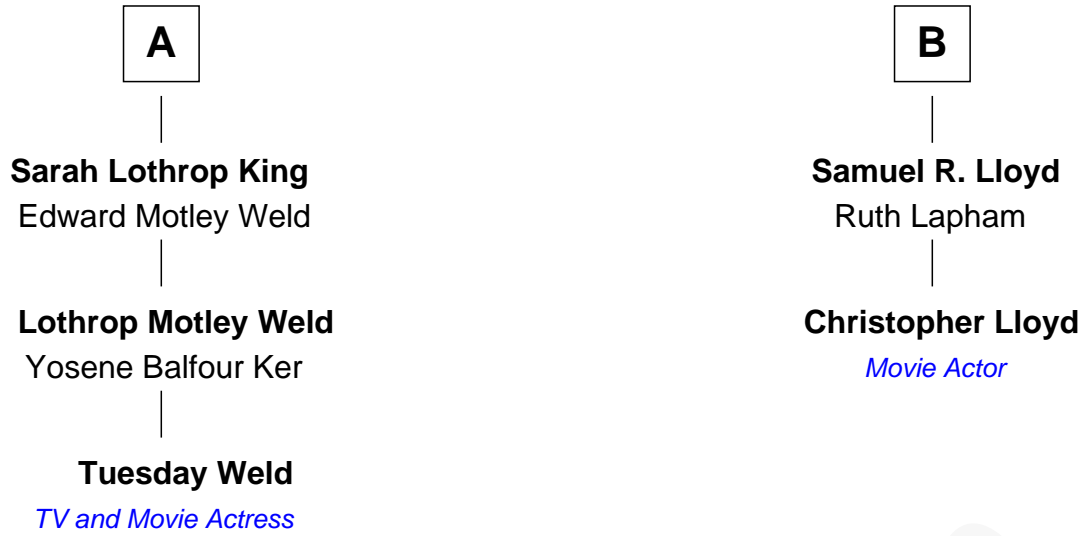 A
Sarah Lothrop King
Edward Motley Weld
Lothrop Motley Weld
Yosene Balfour Ker
Tuesday Weld
TV and Movie Actress
B
Samuel R. Lloyd
Ruth Lapham
Christopher Lloyd
Movie Actor